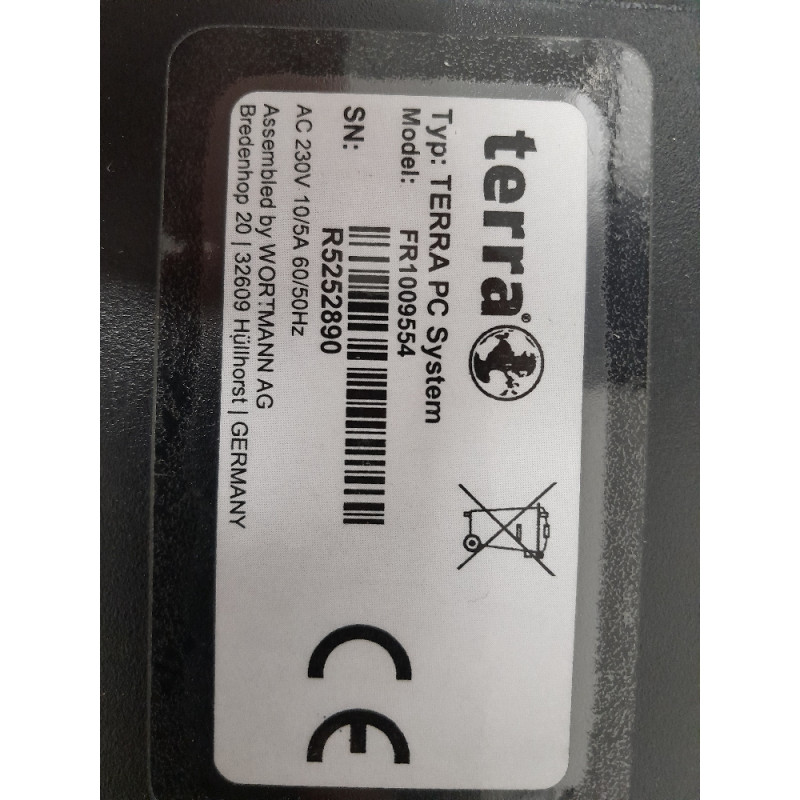 terra®
Typ: TERRA PC System
Model: FR1009554
SN:
R5252890
AC 230V 10/5A 60/50Hz
Assembled by WORTMANN AG
Bredenhop 20 | 32609 Hüllhorst | GERMANY
CE